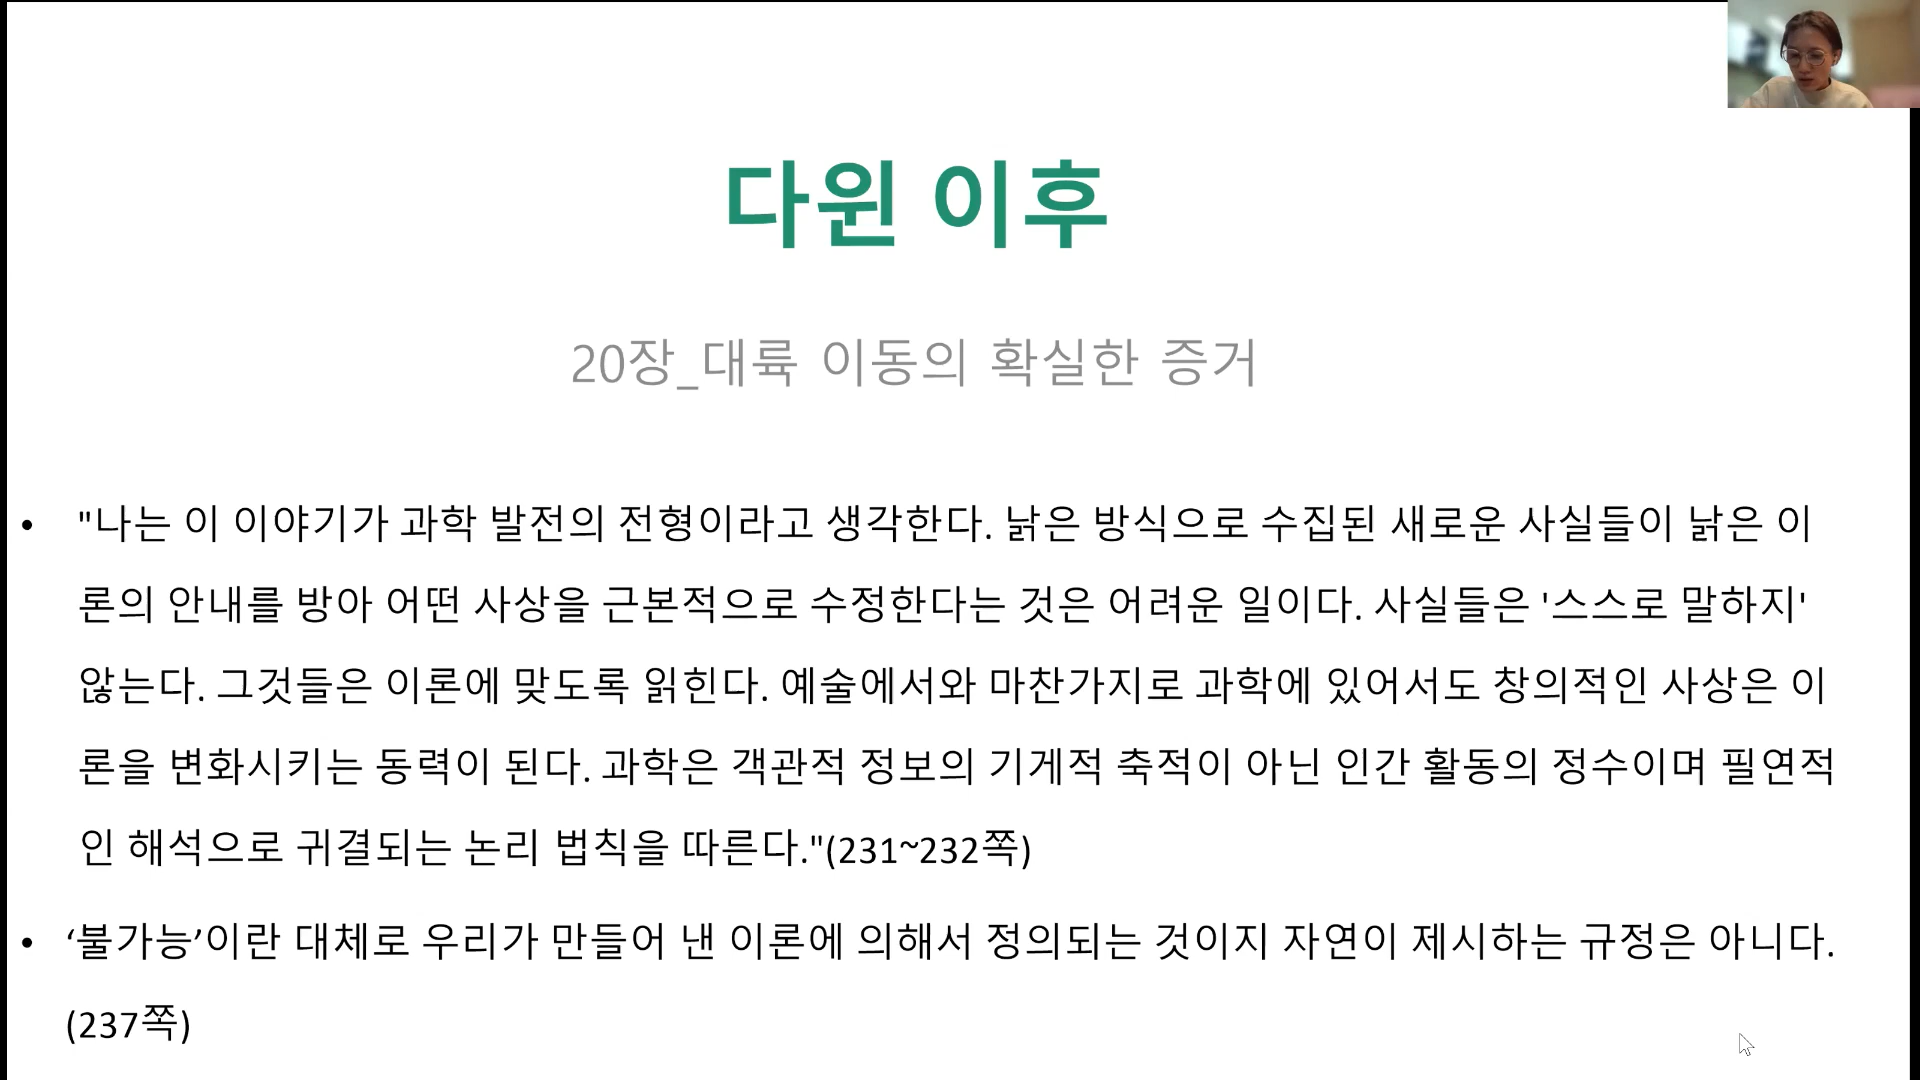 다윈 이후
20장_대륙 이동의 확실한 증거
• "나는 이 이야기가 과학 발전의 전형이라고 생각한다. 낡은 방식으로 수집된 새로운 사실들이 낡은 이
론의 안내를 방아 어떤 사상을 근본적으로 수정한다는 것은 어려운 일이다. 사실들은 '스스로 말하지'
않는다. 그것들은 이론에 맞도록 읽힌다. 예술에서와 마찬가지로 과학에 있어서도 창의적인 사상은 이
론을 변화시키는 동력이 된다. 과학은 객관적 정보의 기게적 축적이 아닌 인간 활동의 정수이며 필연적
인 해석으로 귀결되는 논리 법칙을 따른다."(231~232쪽)
• ‘불가능’이란 대체로 우리가 만들어 낸 이론에 의해서 정의되는 것이지 자연이 제시하는 규정은 아니다.
(237쪽)